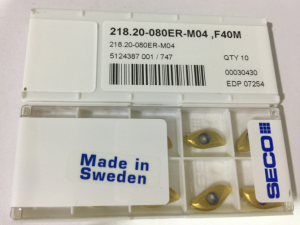 218.20-080ER-M04 ,F40M
218.20-080ER-M04
5124387 001 / 747
QTY 10
00030430
EDP 07254
Made in
Sweden
SECO